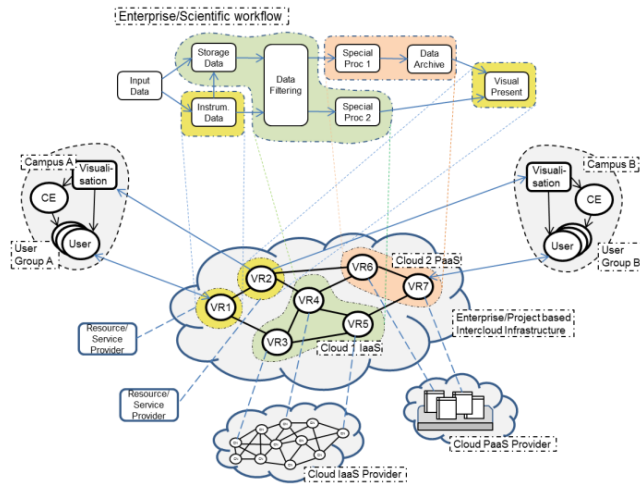 Enterprise/Scientific workflow
Storage
Data
Special
Proc 1
Data
Archive
Input
Data
Data
Filtering
Visual
Present
Instrum.
Data
Special
Proc 2
Campus A
Visuali-
sation
CE
User
User
Group A
Campus B
Visuali-
sation
CE
User
User
Group B
VR6
Cloud 2 PaaS
VR2
VR7
VR4
VR1
Enterprise/Project based
Intercloud Infrastructure
Resource/
Service
Provider
VR5
VR3
Cloud 1 IaaS
Resource/
Service
Provider
Cloud PaaS Provider
Cloud IaaS Provider